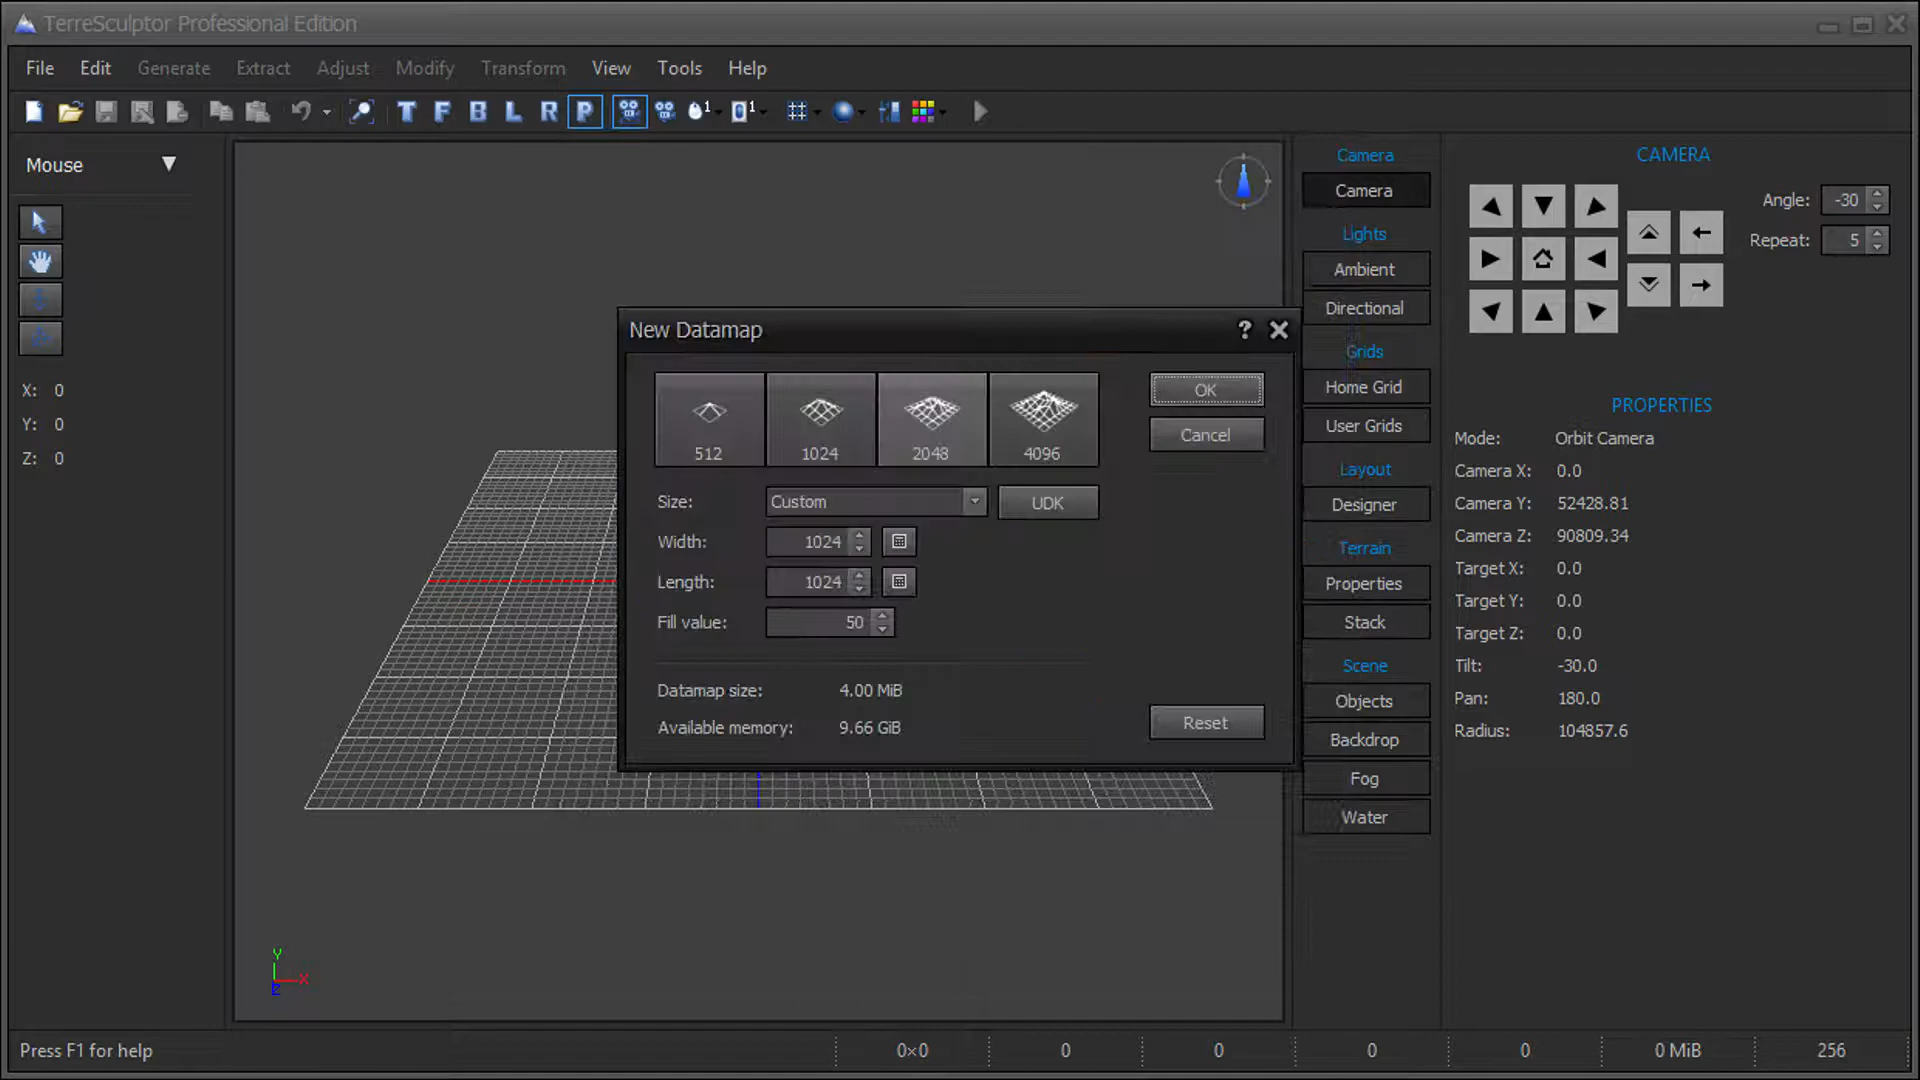 TerreSculptor Professional Edition
File Edit Generate Extract Adjust Modify Transform View Tools Help
T F B L R P 1 1
Mouse
X: 0
Y: 0
Z: 0
New Datamap ?
512 1024 2048 4096
OK
Cancel
Size: Custom UDK
Width: 1024
Length: 1024
Fill value: 50
Datamap size: 4.00 MiB
Available memory: 9.66 GiB
Reset
Y
X
Z
Camera
Camera
Lights
Ambient
Directional
Grids
Home Grid
User Grids
Layout
Designer
Terrain
Properties
Stack
Scene
Objects
Backdrop
Fog
Water
CAMERA
Angle: -30
Repeat: 5
PROPERTIES
Mode: Orbit Camera
Camera X: 0.0
Camera Y: 52428.81
Camera Z: 90809.34
Target X: 0.0
Target Y: 0.0
Target Z: 0.0
Tilt: -30.0
Pan: 180.0
Radius: 104857.6
Press F1 for help 0×0 0 0 0 0 0 MiB 256